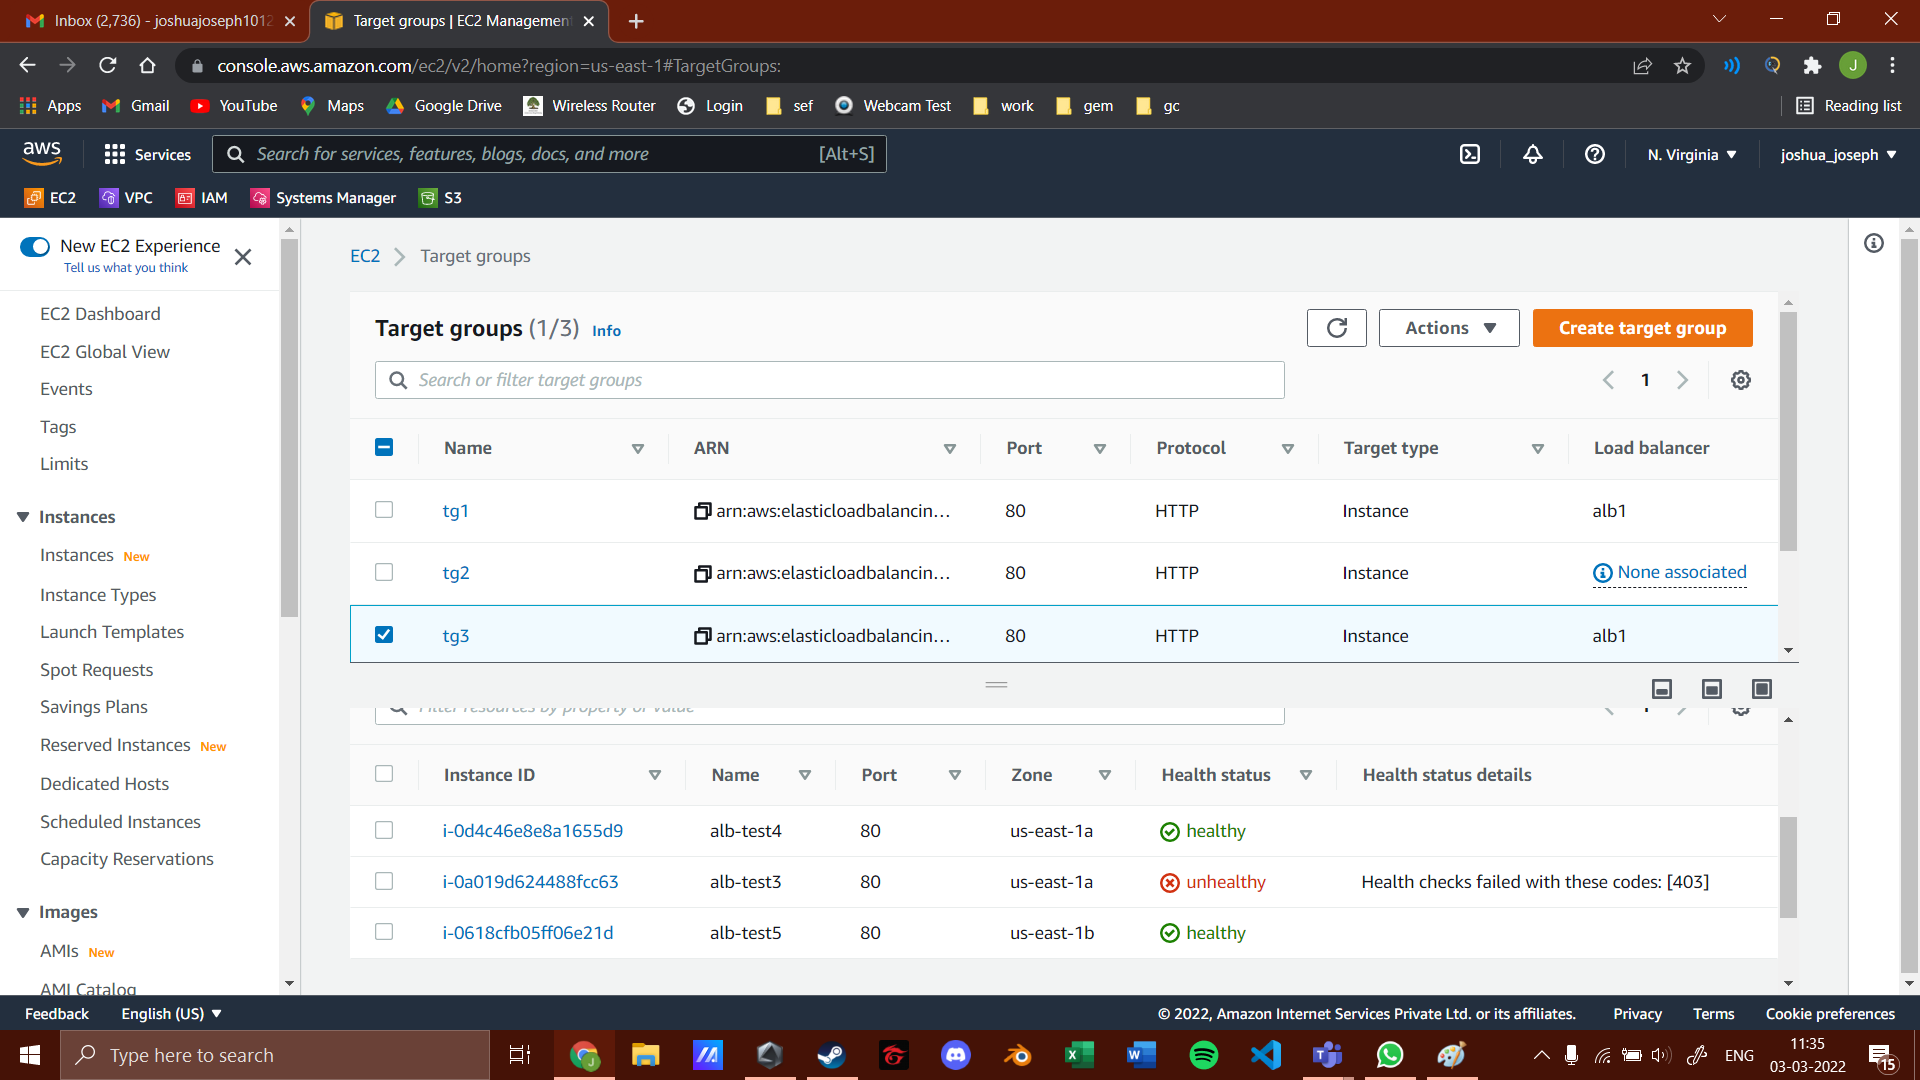 Inbox (2,736) - joshuajoseph1012
Target groups | EC2 Management
console.aws.amazon.com/ec2/v2/home?region=us-east-1#TargetGroups:
J
Apps Gmail YouTube Maps Google Drive Wireless Router Login sef Webcam Test work gem gc Reading list
aws Services Search for services, features, blogs, docs, and more [Alt+S] N. Virginia joshua_joseph
EC2 VPC IAM Systems Manager S3
New EC2 Experience
Tell us what you think
EC2 Dashboard
EC2 Global View
Events
Tags
Limits
Instances
Instances New
Instance Types
Launch Templates
Spot Requests
Savings Plans
Reserved Instances New
Dedicated Hosts
Scheduled Instances
Capacity Reservations
Images
AMIs New
AMI Catalog
EC2 Target groups
Target groups (1/3) Info
Actions
Create target group
Search or filter target groups
1
Name ARN Port Protocol Target type Load balancer
tg1 arn:aws:elasticloadbalancin... 80 HTTP Instance alb1
tg2 arn:aws:elasticloadbalancin... 80 HTTP Instance None associated
tg3 arn:aws:elasticloadbalancin... 80 HTTP Instance alb1
Filter resources by property or value
1
Instance ID Name Port Zone Health status Health status details
i-0d4c46e8e8a1655d9 alb-test4 80 us-east-1a healthy
i-0a019d624488fcc63 alb-test3 80 us-east-1a unhealthy Health checks failed with these codes: [403]
i-0618cfb05ff06e21d alb-test5 80 us-east-1b healthy
Feedback English (US) © 2022, Amazon Internet Services Private Ltd. or its affiliates. Privacy Terms Cookie preferences
Type here to search
ENG
11:35
03-03-2022
15